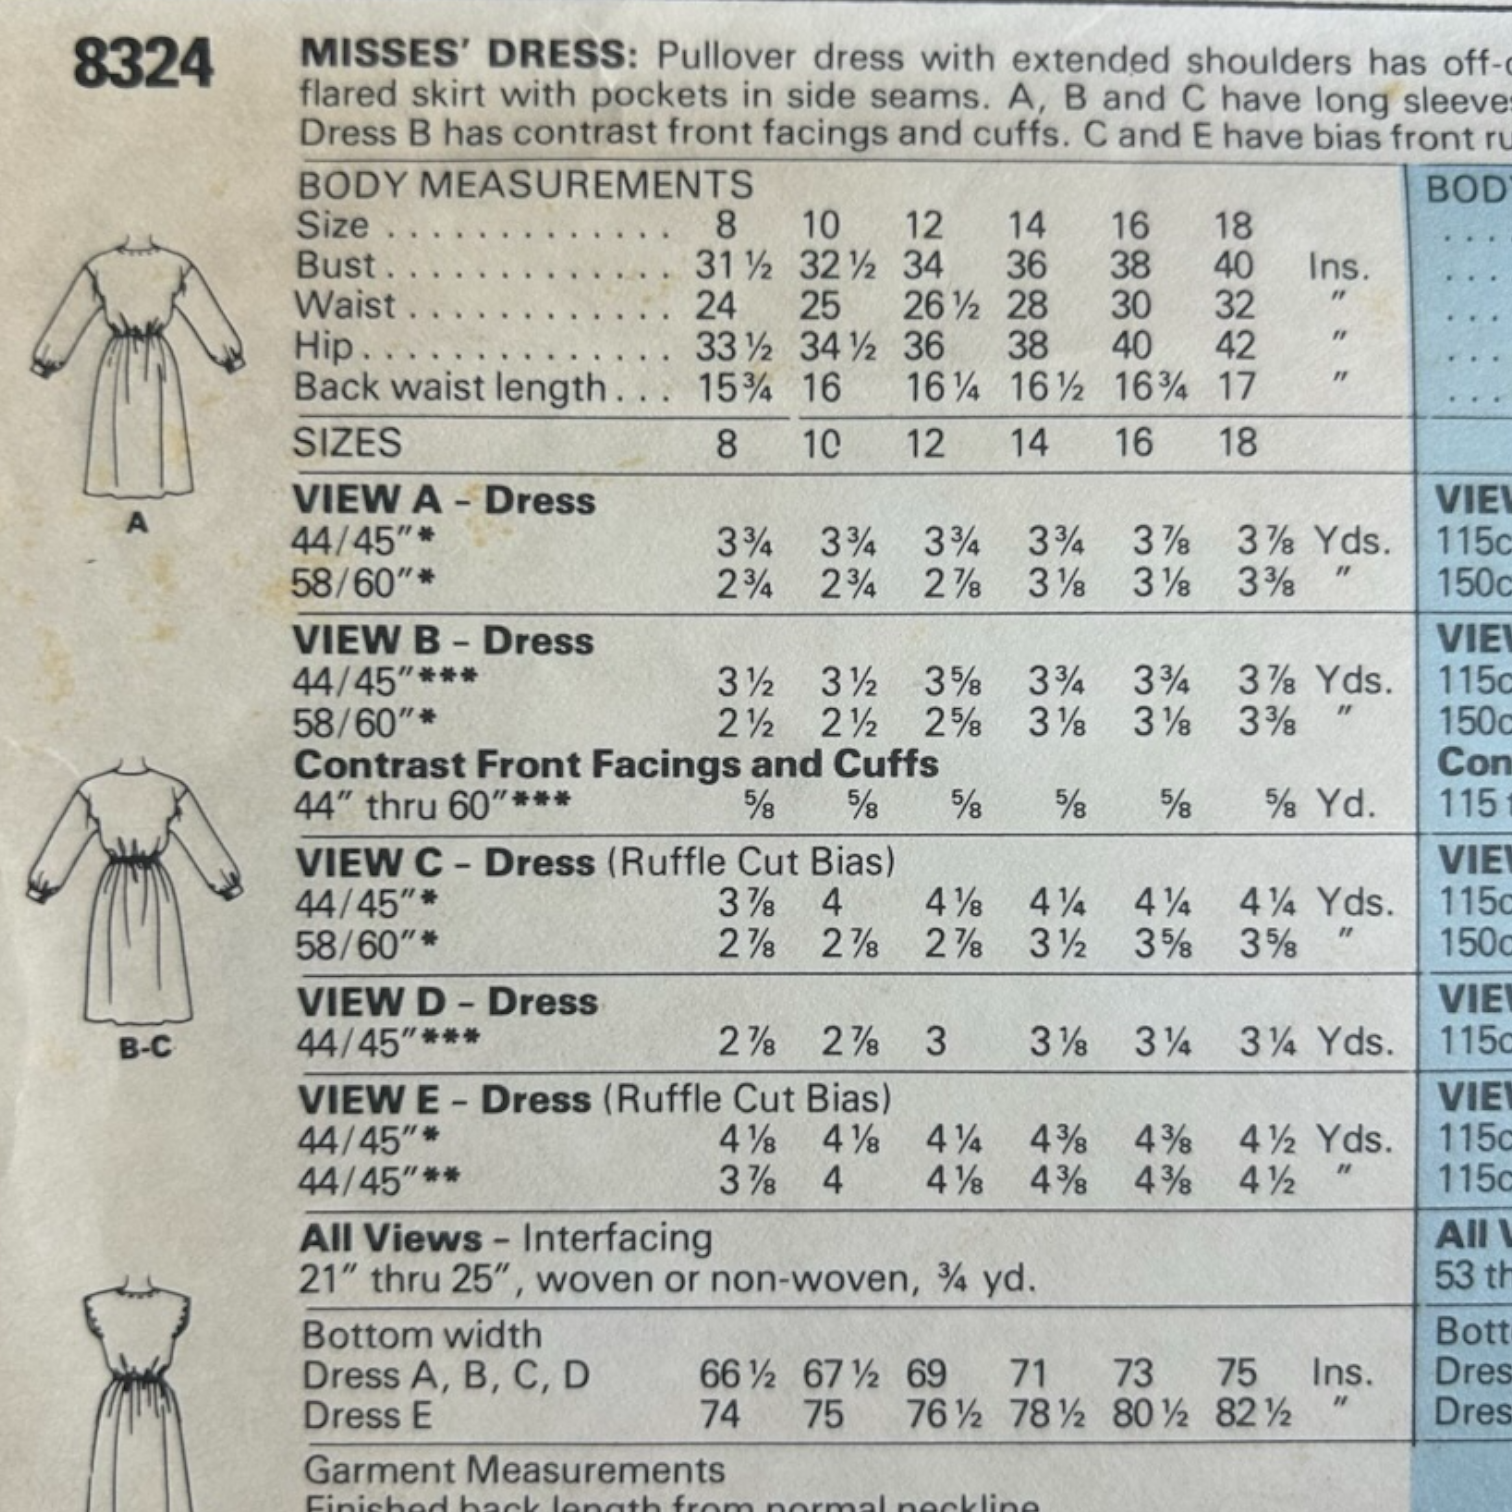 8324 MISSES' DRESS: Pullover dress with extended shoulders has
flared skirt with pockets in side seams. A, B and C have long
Dress B has contrast front facings and cuffs. C and E have bias front
BODY MEASUREMENTS
Size . . . . . . . . . . . . . 8 10 12 14 16 18
Bust . . . . . . . . . . . . . 31 ½ 32 ½ 34 36 38 40 Ins.
Waist . . . . . . . . . . . . 24 25 26 ½ 28 30 32 ″
Hip . . . . . . . . . . . . . . 33 ½ 34 ½ 36 38 40 42 ″
Back waist length . . . 15 ¾ 16 16 ¼ 16 ½ 16 ¾ 17 ″
SIZES 8 10 12 14 16 18
VIEW A – Dress
A
44/45″* 3 ¾ 3 ¾ 3 ¾ 3 ¾ 3 ⅞ 3 ⅞ Yds. 115c
58/60″* 2 ¾ 2 ¾ 2 ⅞ 3 ⅛ 3 ⅛ 3 ⅜ ″ 150c
VIEW B – Dress
44/45″*** 3 ½ 3 ½ 3 ⅝ 3 ¾ 3 ¾ 3 ⅞ Yds. 115c
58/60″* 2 ½ 2 ½ 2 ⅝ 3 ⅛ 3 ⅛ 3 ⅜ ″ 150c
Contrast Front Facings and Cuffs
44″ thru 60″*** ⅝ ⅝ ⅝ ⅝ ⅝ ⅝ Yd. 115
VIEW C – Dress (Ruffle Cut Bias)
44/45″* 3 ⅞ 4 4 ⅛ 4 ¼ 4 ¼ 4 ¼ Yds. 115c
58/60″* 2 ⅞ 2 ⅞ 2 ⅞ 3 ½ 3 ⅝ 3 ⅝ ″ 150c
VIEW D – Dress
B-C
44/45″*** 2 ⅞ 2 ⅞ 3 3 ⅛ 3 ¼ 3 ¼ Yds. 115c
VIEW E – Dress (Ruffle Cut Bias)
44/45″* 4 ⅛ 4 ⅛ 4 ¼ 4 ⅜ 4 ⅜ 4 ½ Yds. 115c
44/45″** 3 ⅞ 4 4 ⅛ 4 ⅜ 4 ⅜ 4 ½ ″ 115c
All Views – Interfacing All
21″ thru 25″, woven or non-woven, ¾ yd. 53
Bottom width
Dress A, B, C, D 66 ½ 67 ½ 69 71 73 75 Ins.
Dress E 74 75 76 ½ 78 ½ 80 ½ 82 ½ ″
Garment Measurements
Finished back length from normal neckline